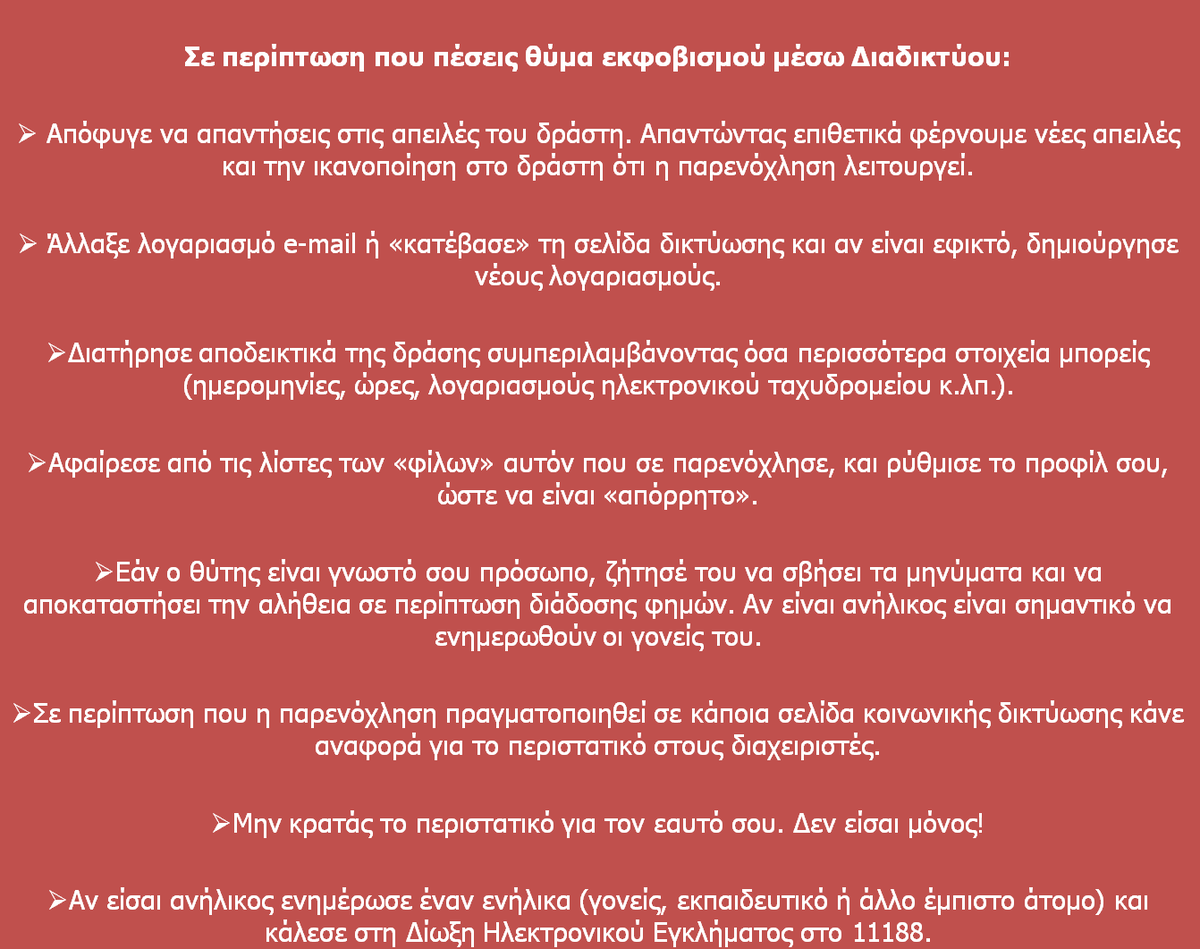 Σε περίπτωση που πέσεις θύμα εκφοβισμού μέσω Διαδικτύου:
➢ Απόφυγε να απαντήσεις στις απειλές του δράστη. Απαντώντας επιθετικά φέρνουμε νέες απειλές
και την ικανοποίηση στο δράστη ότι η παρενόχληση λειτουργεί.
➢ Άλλαξε λογαριασμό e-mail ή «κατέβασε» τη σελίδα δικτύωσης και αν είναι εφικτό, δημιούργησε
νέους λογαριασμούς.
➢Διατήρησε αποδεικτικά της δράσης συμπεριλαμβάνοντας όσα περισσότερα στοιχεία μπορείς
(ημερομηνίες, ώρες, λογαριασμούς ηλεκτρονικού ταχυδρομείου κ.λπ.).
➢Αφαίρεσε από τις λίστες των «φίλων» αυτόν που σε παρενόχλησε, και ρύθμισε το προφίλ σου,
ώστε να είναι «απόρρητο».
➢Εάν ο θύτης είναι γνωστό σου πρόσωπο, ζήτησέ του να σβήσει τα μηνύματα και να
αποκαταστήσει την αλήθεια σε περίπτωση διάδοσης φημών. Αν είναι ανήλικος είναι σημαντικό να
ενημερωθούν οι γονείς του.
➢Σε περίπτωση που η παρενόχληση πραγματοποιηθεί σε κάποια σελίδα κοινωνικής δικτύωσης κάνε
αναφορά για το περιστατικό στους διαχειριστές.
➢Μην κρατάς το περιστατικό για τον εαυτό σου. Δεν είσαι μόνος!
➢Αν είσαι ανήλικος ενημέρωσε έναν ενήλικα (γονείς, εκπαιδευτικό ή άλλο έμπιστο άτομο) και
κάλεσε στη Δίωξη Ηλεκτρονικού Εγκλήματος στο 11188.